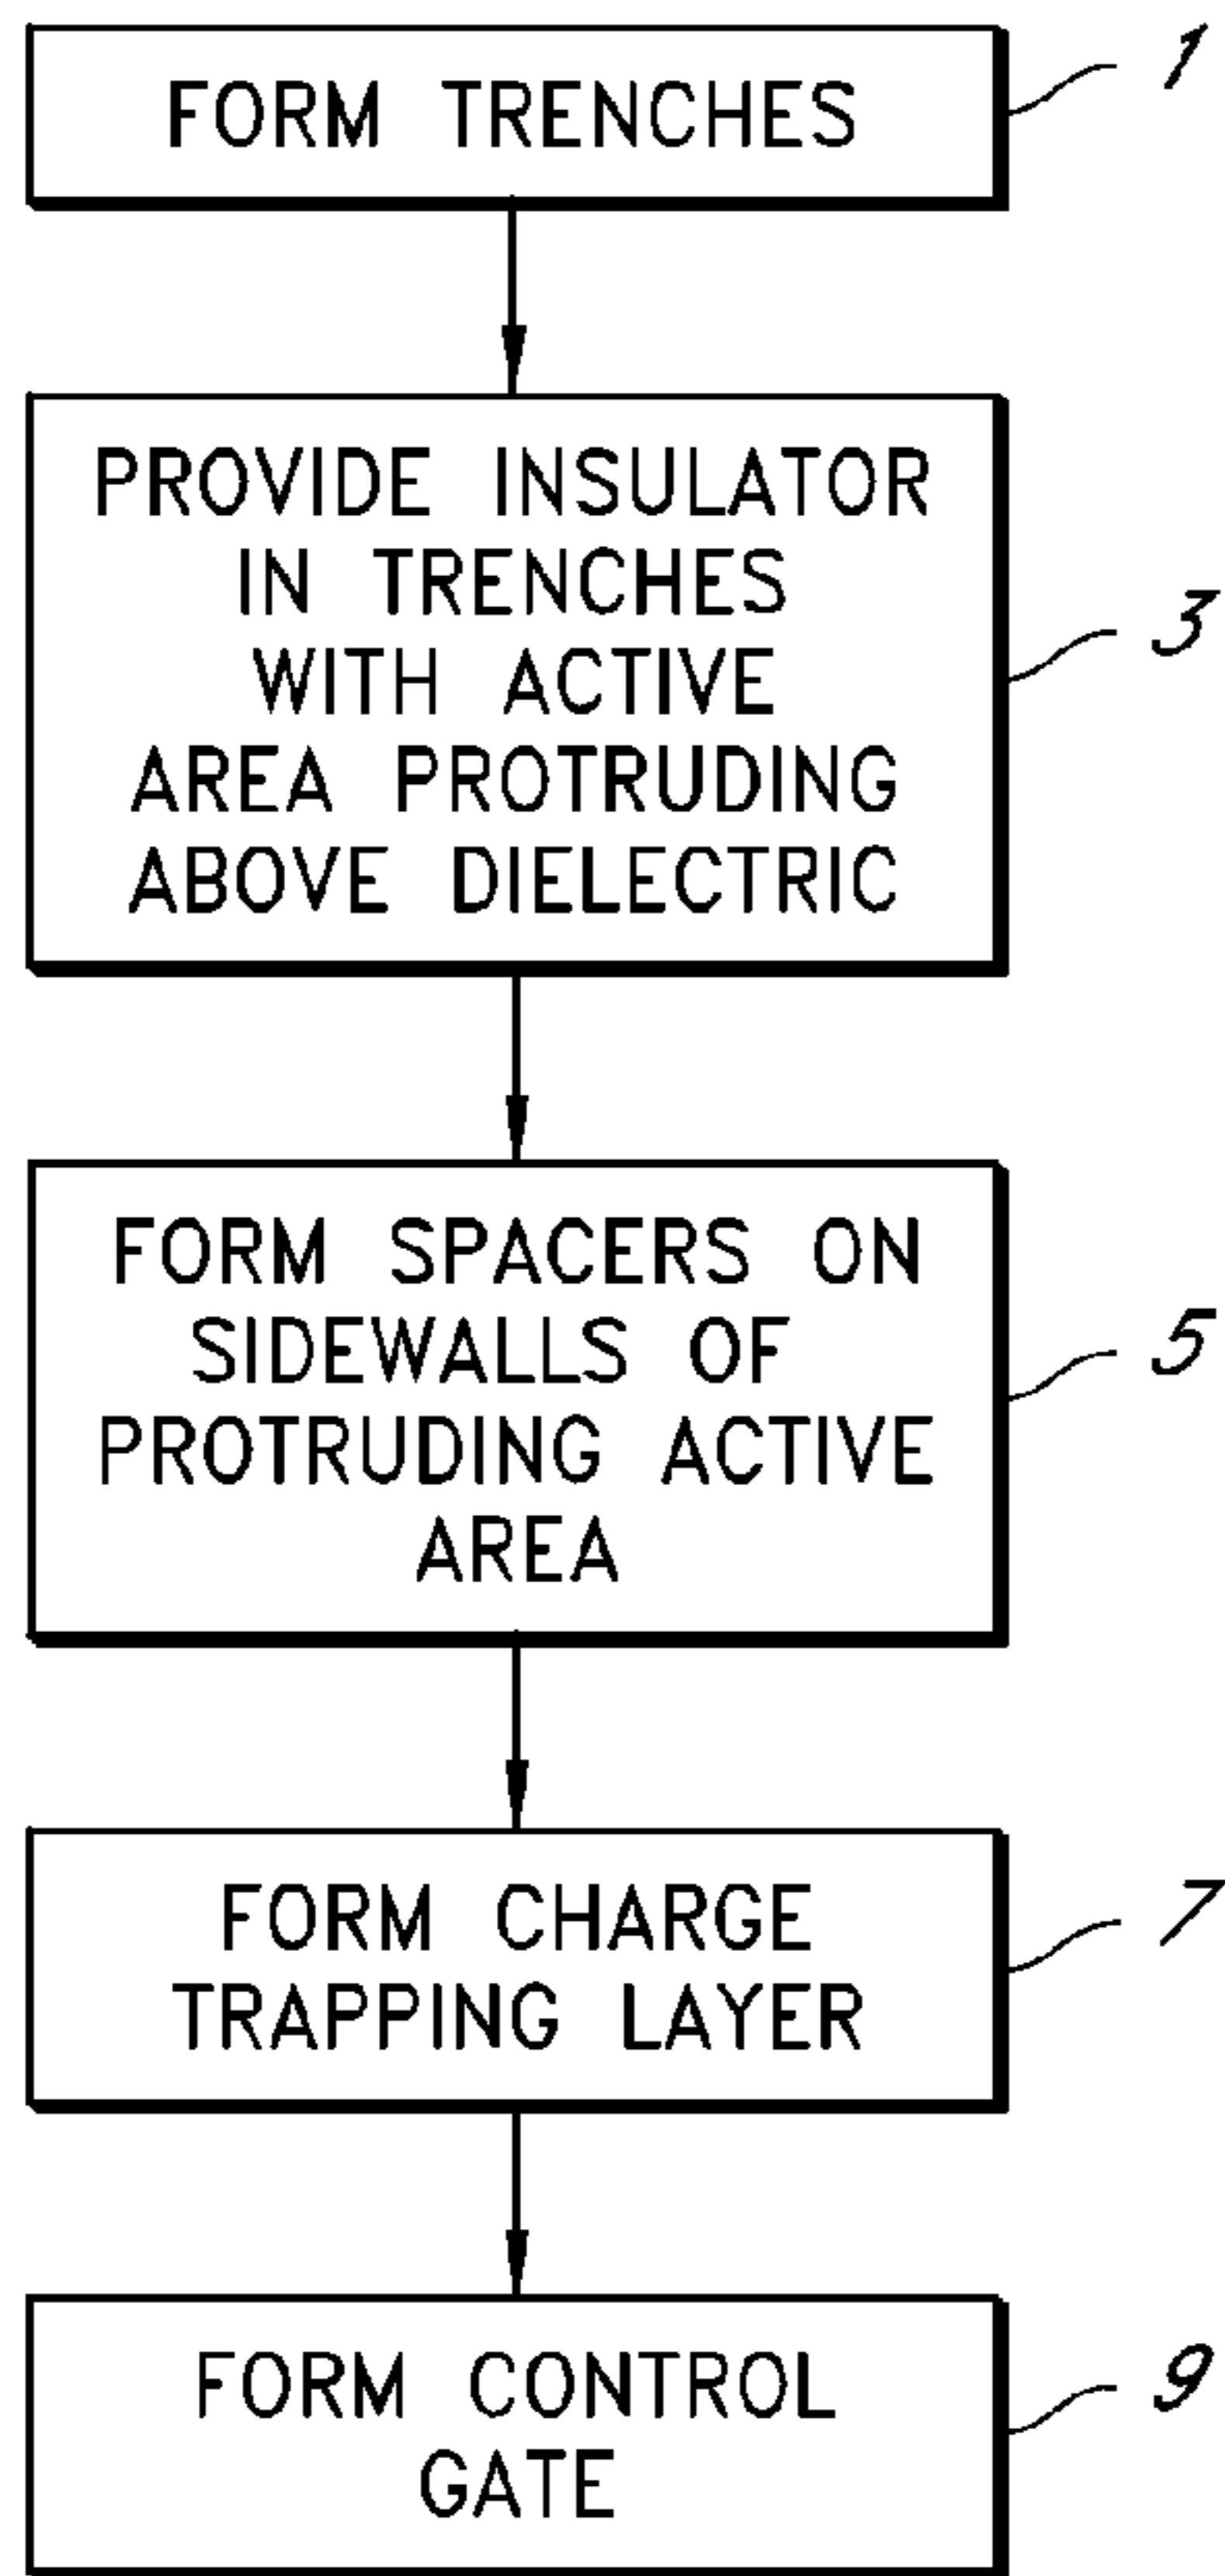 FORM TRENCHES
1
PROVIDE INSULATOR
IN TRENCHES
WITH ACTIVE
AREA PROTRUDING
ABOVE DIELECTRIC
3
FORM SPACERS ON
SIDEWALLS OF
PROTRUDING ACTIVE
AREA
5
FORM CHARGE
TRAPPING LAYER
7
FORM CONTROL
GATE
9